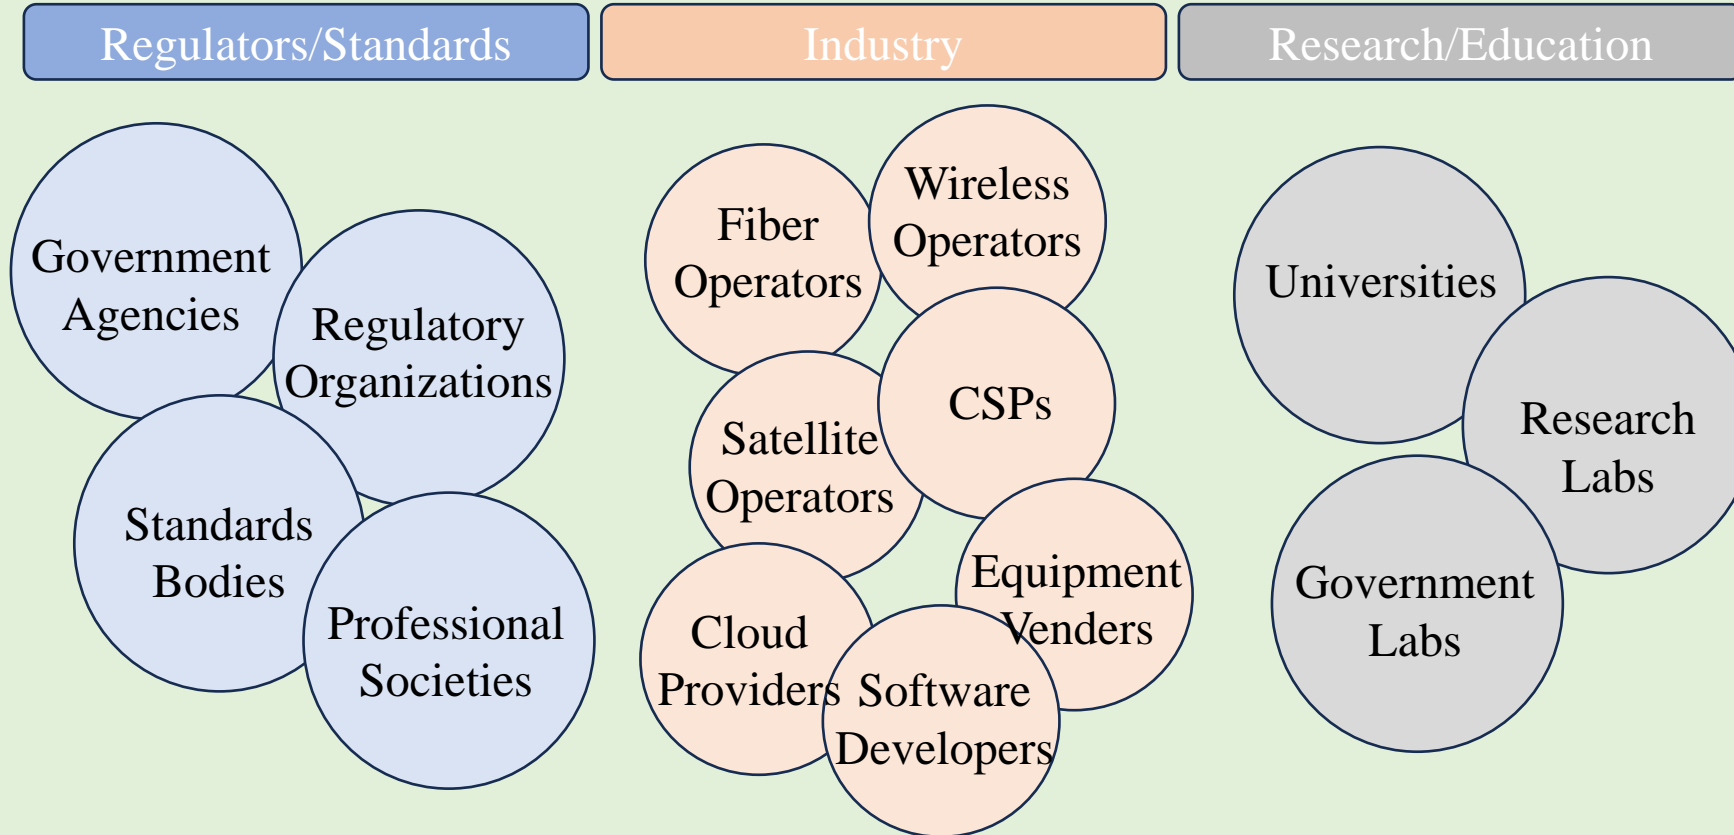 Regulators/Standards
Industry
Research/Education
Government
Agencies
Regulatory
Organizations
Standards
Bodies
Professional
Societies
Fiber
Operators
Wireless
Operators
CSPs
Satellite
Operators
Equipment
Venders
Cloud
Providers
Software
Developers
Universities
Research
Labs
Government
Labs